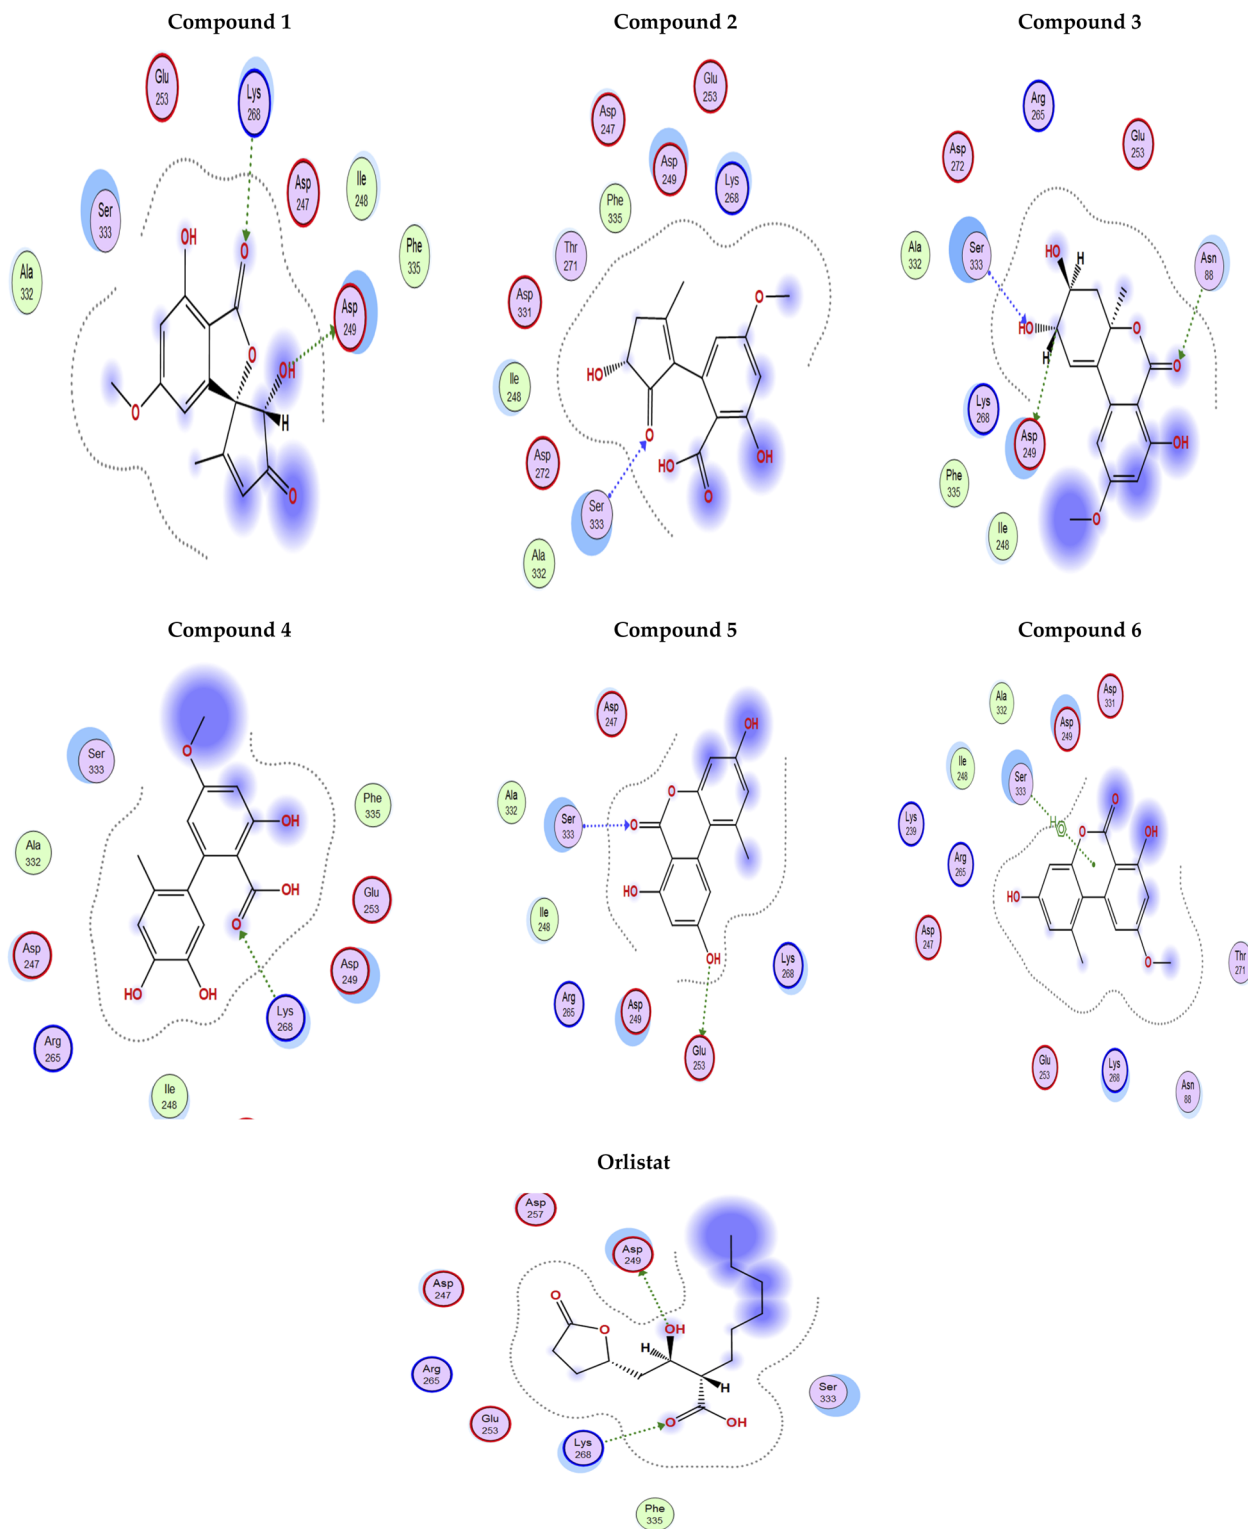 Compound 1
Glu
253
Lys
268
Asp
247
Ile
248
Ser
333
Phe
335
Ala
332
Asp
249
OH
O
O
OH
O
H
O
Compound 2
Glu
253
Asp
247
Asp
249
Lys
268
Phe
335
Thr
271
Asp
331
Ile
248
Asp
272
Ser
333
Ala
332
O
HO
O
HO
OH
O
Compound 3
Arg
265
Glu
253
Asp
272
Ala
332
Ser
333
Asn
88
HO
H
HO
H
O
O
Lys
268
Asp
249
OH
Phe
335
Ile
248
O
Compound 4
Ser
333
Phe
335
Ala
332
Glu
253
Asp
247
Asp
249
Arg
265
Lys
268
Ile
248
O
OH
OH
O
HO
OH
Compound 5
Asp
247
OH
Ala
332
Ser
333
O
O
HO
Ile
248
OH
Lys
268
Arg
265
Asp
249
Glu
253
Compound 6
Asp
331
Ala
332
Asp
249
Ile
248
Ser
333
Lys
239
Arg
265
H
O
O
OH
HO
Asp
247
Thr
271
O
Glu
253
Lys
268
Asn
88
Orlistat
Asp
257
Asp
249
Asp
247
O
O
OH
H
Arg
265
H
Ser
333
Glu
253
O
OH
Lys
268
Phe
335